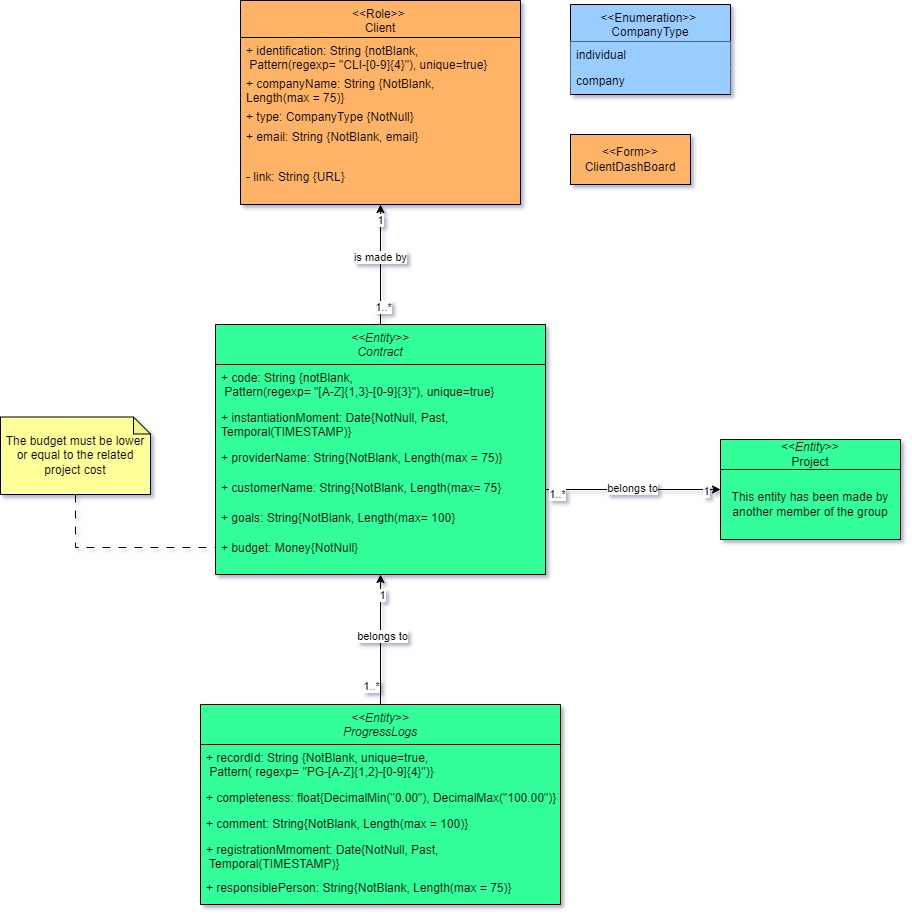 <<Role>>
Client
+ identification: String {notBlank,
Pattern(regexp= "CLI-[0-9]{4}"), unique=true}
+ companyName: String {NotBlank,
Length(max = 75)}
+ type: CompanyType {NotNull}
+ email: String {NotBlank, email}
- link: String {URL}
<<Enumeration>>
CompanyType
individual
company
<<Form>>
ClientDashBoard
1
is made by
1..*
<<Entity>>
Contract
+ code: String {notBlank,
Pattern(regexp= "[A-Z]{1,3}-[0-9]{3}"), unique=true}
+ instantiationMoment: Date{NotNull, Past,
Temporal(TIMESTAMP)}
+ providerName: String{NotBlank, Length(max = 75)}
+ customerName: String{NotBlank, Length(max= 75}
+ goals: String{NotBlank, Length(max= 100}
+ budget: Money{NotNull}
The budget must be lower
or equal to the related
project cost
1..*
belongs to
1
<<Entity>>
Project
This entity has been made by
another member of the group
1
belongs to
1..*
<<Entity>>
ProgressLogs
+ recordId: String {NotBlank, unique=true,
Pattern( regexp= "PG-[A-Z]{1,2}-[0-9]{4}")}
+ completeness: float{DecimalMin("0.00"), DecimalMax("100.00")}
+ comment: String{NotBlank, Length(max = 100)}
+ registrationMmoment: Date{NotNull, Past,
Temporal(TIMESTAMP)}
+ responsiblePerson: String{NotBlank, Length(max = 75)}